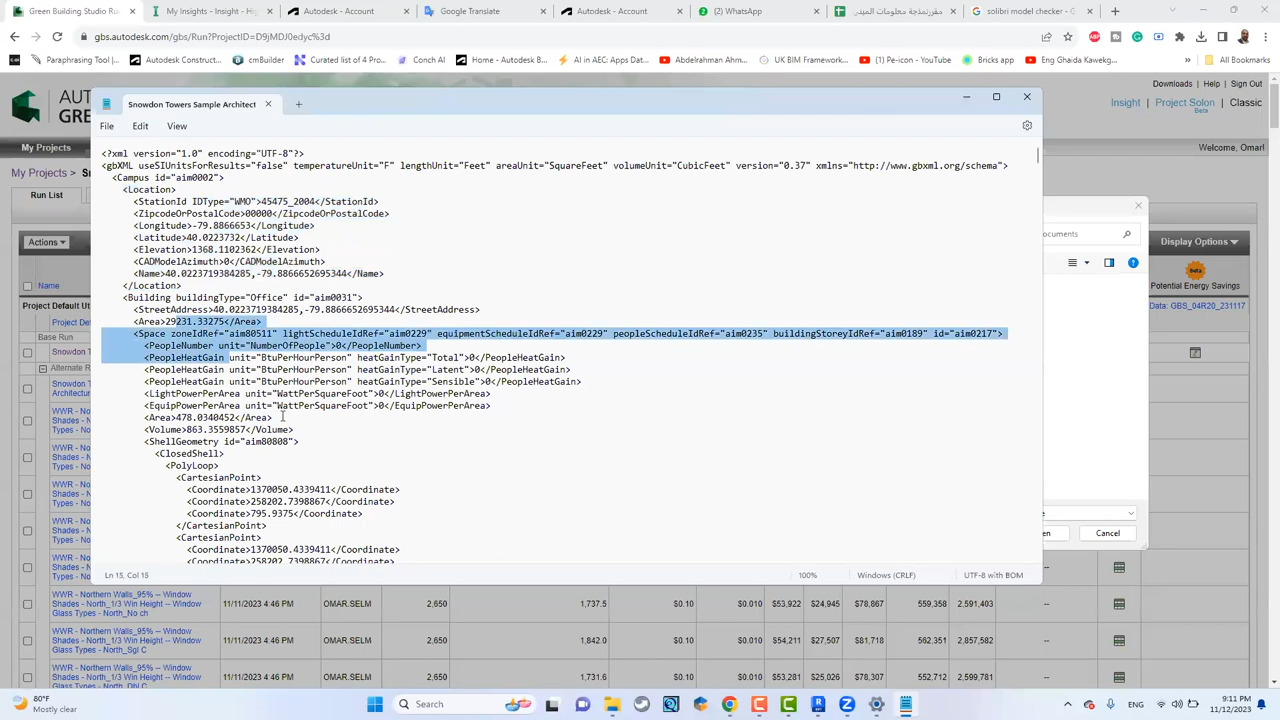 Green Building Studio Ru
My Insights - Insight - Hig
Autodesk - Account
Google Translate
Autodesk - Account
(2) WhatsApp
solibri model checker - G
gbs.autodesk.com/gbs/Run?ProjectID=D9jMDJ0edyc%3d
Paraphrasing Tool |
Autodesk Construct...
cmBuilder
Curated list of 4 Pro...
Conch AI
Home - Autodesk B...
AI in AEC: Apps Dat...
Abdelrahman Ahm...
UK BIM Framework...
(7) Pe-icon - YouTube
Bricks app
Eng Ghaida Kawekg...
»
All Bookmarks
Downloads | Help | Sign Out
Insight
Project Solon
Beta
Classic
My Projects
Welcome, Omar!
My Projects >
Run List
Actions
Display Options
Name
Beta
Potential Energy Savings
Project Default Ut
Date: GBS_04R20_231117
Base Run
Alternate R
Snowdon Towers Sample Architect
File
Edit
View
<?xml version="1.0" encoding="UTF-8"?>
<gbXML useSIUnitsForResults="false" temperatureUnit="F" lengthUnit="Feet" areaUnit="SquareFeet" volumeUnit="CubicFeet" version="0.37" xmlns="http://www.gbxml.org/schema">
<Campus id="aim0002">
<Location>
<StationId IDType="WMO">45475_2004</StationId>
<ZipcodeOrPostalCode>00000</ZipcodeOrPostalCode>
<Longitude>-79.8866653</Longitude>
<Latitude>40.0223732</Latitude>
<Elevation>1368.1102362</Elevation>
<CADModelAzimuth>0</CADModelAzimuth>
<Name>40.0223719384285,-79.8866652695344</Name>
</Location>
<Building buildingType="Office" id="aim0031">
<StreetAddress>40.0223719384285,-79.8866652695344</StreetAddress>
<Area>29231.33275</Area>
<Space zoneIdRef="aim80511" lightScheduleIdRef="aim0229" equipmentScheduleIdRef="aim0229" peopleScheduleIdRef="aim0235" buildingStoreyIdRef="aim0189" id="aim0217">
<PeopleNumber unit="NumberOfPeople">0</PeopleNumber>
<PeopleHeatGain unit="BtuPerHourPerson" heatGainType="Total">0</PeopleHeatGain>
<PeopleHeatGain unit="BtuPerHourPerson" heatGainType="Latent">0</PeopleHeatGain>
<PeopleHeatGain unit="BtuPerHourPerson" heatGainType="Sensible">0</PeopleHeatGain>
<LightPowerPerArea unit="WattPerSquareFoot">0</LightPowerPerArea>
<EquipPowerPerArea unit="WattPerSquareFoot">0</EquipPowerPerArea>
<Area>478.0340452</Area>
<Volume>863.3559857</Volume>
<ShellGeometry id="aim80808">
<ClosedShell>
<PolyLoop>
<CartesianPoint>
<Coordinate>1370050.4339411</Coordinate>
<Coordinate>258202.7398867</Coordinate>
<Coordinate>795.9375</Coordinate>
</CartesianPoint>
<CartesianPoint>
<Coordinate>1370050.4339411</Coordinate>
<Coordinate>258202.7398867</Coordinate>
Ln 15, Col 15
100%
Windows (CRLF)
UTF-8 with BOM
ocuments
Cancel
WWR - Northern Walls_95% -- Window
Shades - North_1/3 Win Height -- Window
Glass Types - North_No ch
11/11/2023 4:46 PM OMAR.SELM 2,650 1,737.5 $0.10 $0.010 $53,922 $24,945 $78,867 559,358 2,591,403 --
WWR - Northern Walls_95% -- Window
Shades - North_1/3 Win Height -- Window
Glass Types - North_Sgl C
11/11/2023 4:46 PM OMAR.SELM 2,650 1,842.0 $0.10 $0.010 $54,211 $27,507 $81,718 562,351 2,857,582 --
WWR - Northern Walls_95% -- Window
Shades - North_1/3 Win Height -- Window
Glass Types - North_Dbl C
11/11/2023 4:46 PM OMAR.SELM 2,650 1,731.6 $0.10 $0.010 $53,281 $25,026 $78,307 552,712 2,599,781 --
80°F
Mostly clear
Search
ENG
9:11 PM
11/12/2023